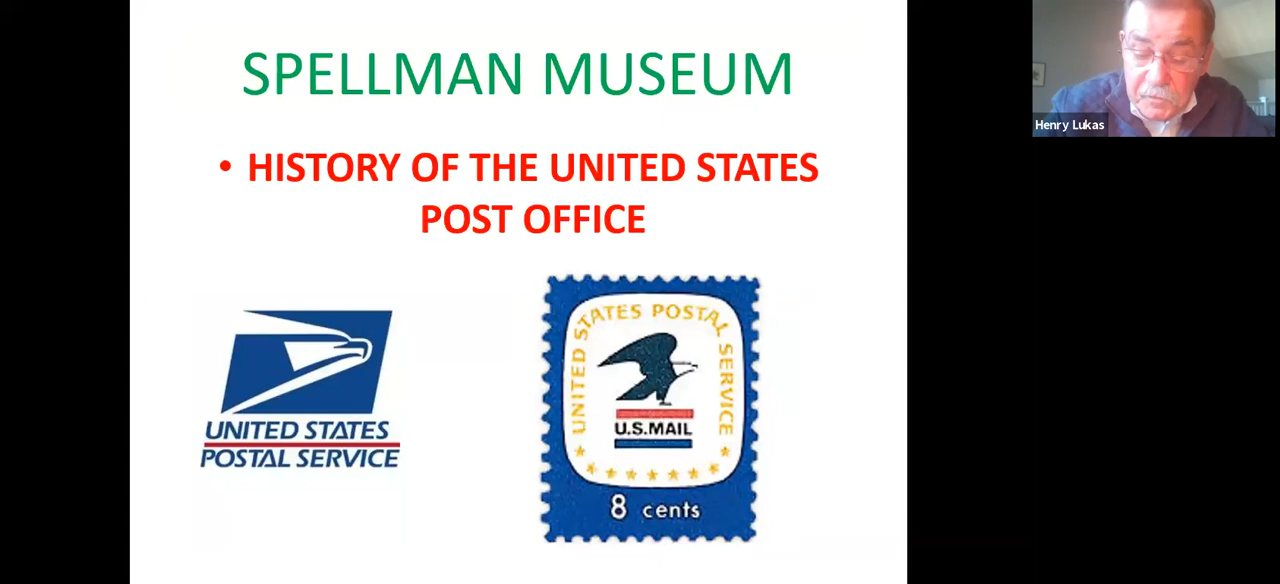 SPELLMAN MUSEUM
• HISTORY OF THE UNITED STATES
POST OFFICE
UNITED STATES
POSTAL SERVICE
UNITED STATES POSTAL SERVICE
U.S.MAIL
8 cents
Henry Lukas